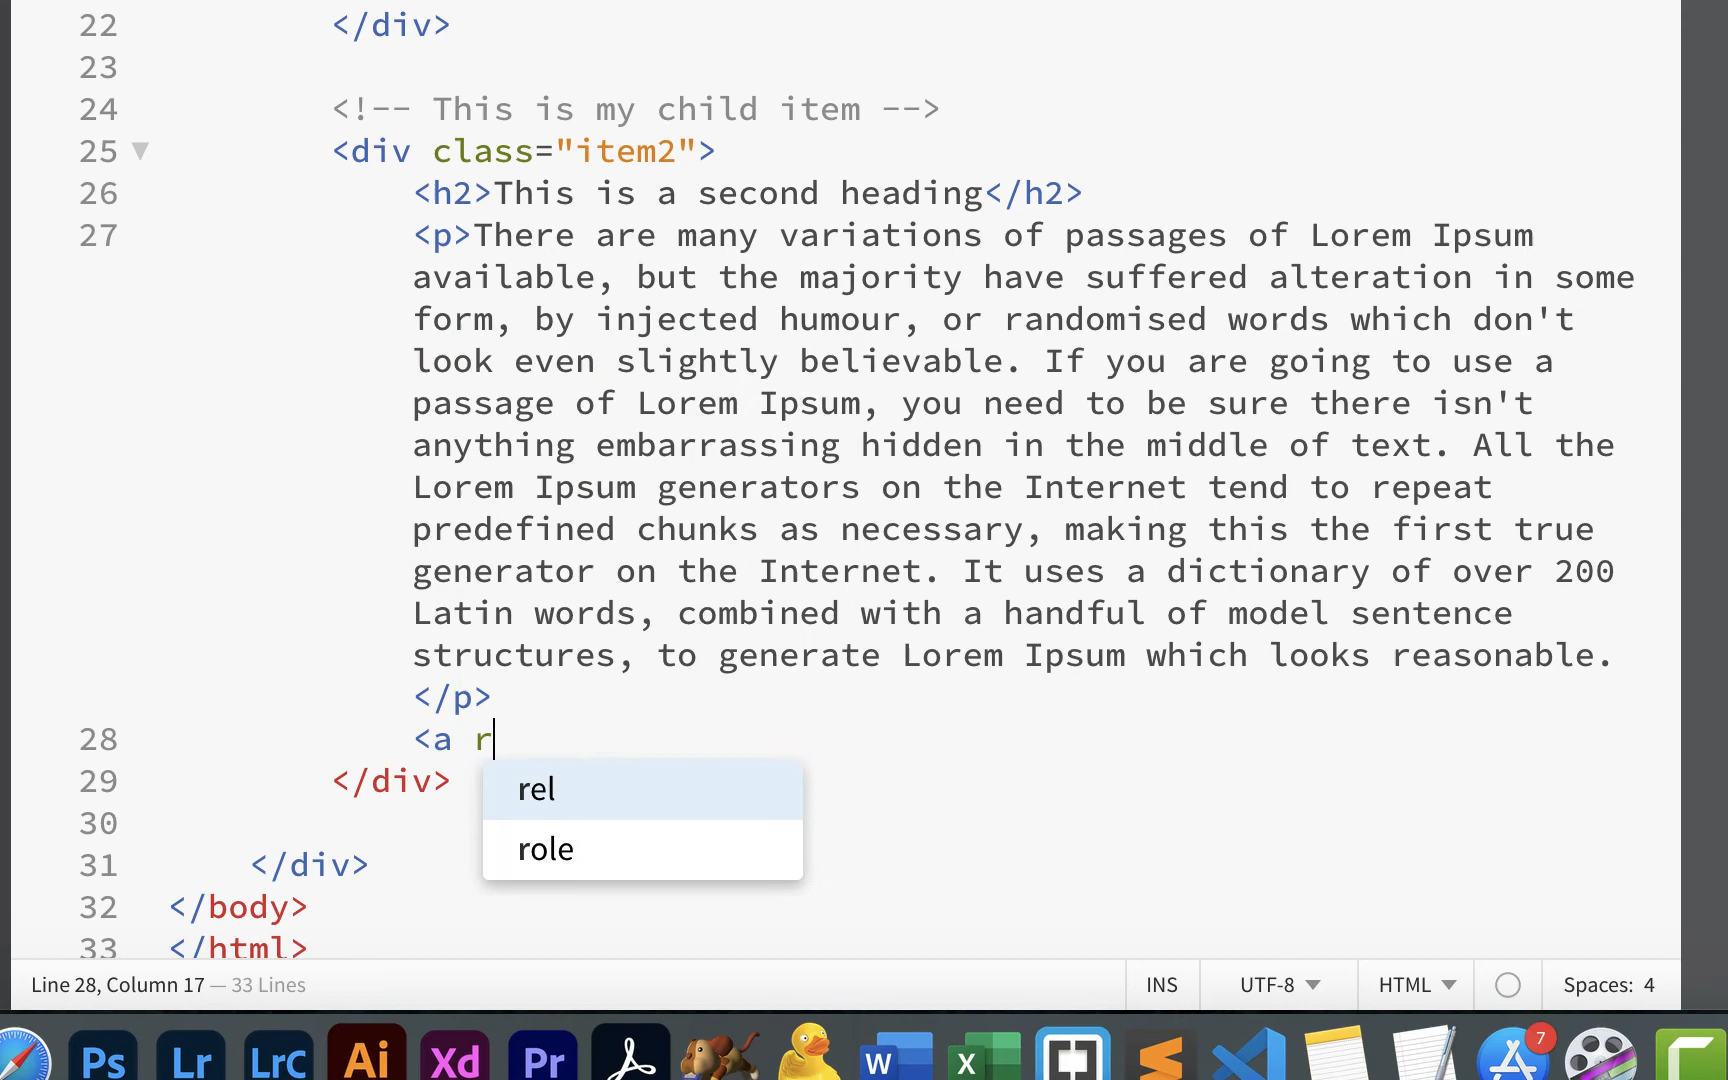 22 </div>
23
24 <!-- This is my child item -->
25 <div class="item2">
26 <h2>This is a second heading</h2>
27 <p>There are many variations of passages of Lorem Ipsum
available, but the majority have suffered alteration in some
form, by injected humour, or randomised words which don't
look even slightly believable. If you are going to use a
passage of Lorem Ipsum, you need to be sure there isn't
anything embarrassing hidden in the middle of text. All the
Lorem Ipsum generators on the Internet tend to repeat
predefined chunks as necessary, making this the first true
generator on the Internet. It uses a dictionary of over 200
Latin words, combined with a handful of model sentence
structures, to generate Lorem Ipsum which looks reasonable.
</p>
28 <a r
rel
29 </div>
role
30
31 </div>
32 </body>
33 </html>
Line 28, Column 17 — 33 Lines INS UTF-8 HTML Spaces: 4
Ps Lr LrC Ai Xd Pr W X 7